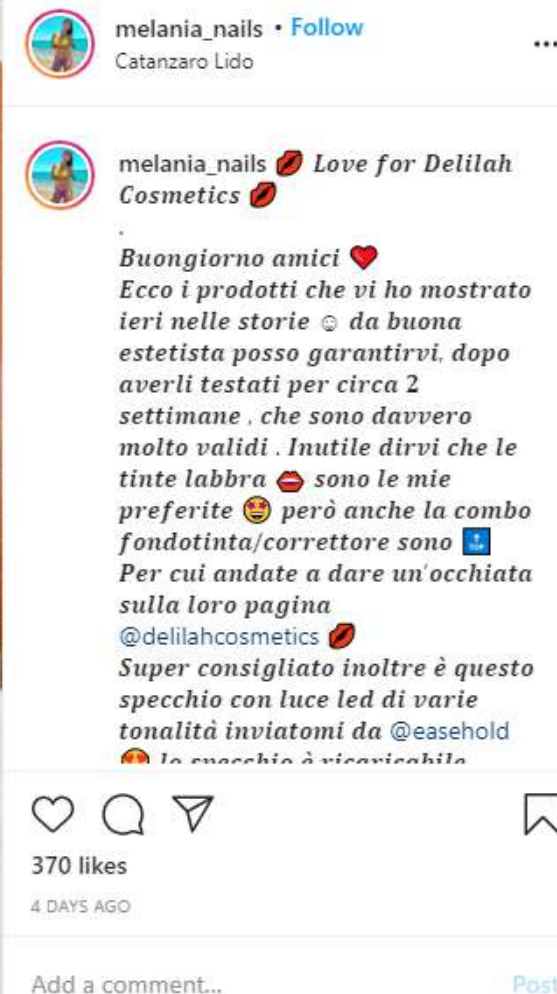 melania_nails • Follow
Catanzaro Lido
...
melania_nails 💋 Love for Delilah
Cosmetics 💋
.
Buongiorno amici ❤️
Ecco i prodotti che vi ho mostrato
ieri nelle storie ☺ da buona
estetista posso garantirvi, dopo
averli testati per circa 2
settimane , che sono davvero
molto validi . Inutile dirvi che le
tinte labbra 👄 sono le mie
preferite 🤩 però anche la combo
fondotinta/correttore sono 🔝
Per cui andate a dare un'occhiata
sulla loro pagina
@delilahcosmetics 💋
Super consigliato inoltre è questo
specchio con luce led di varie
tonalità inviatomi da @easehold
😍 lo specchio è ricaricabile
370 likes
4 DAYS AGO
Add a comment...
Post